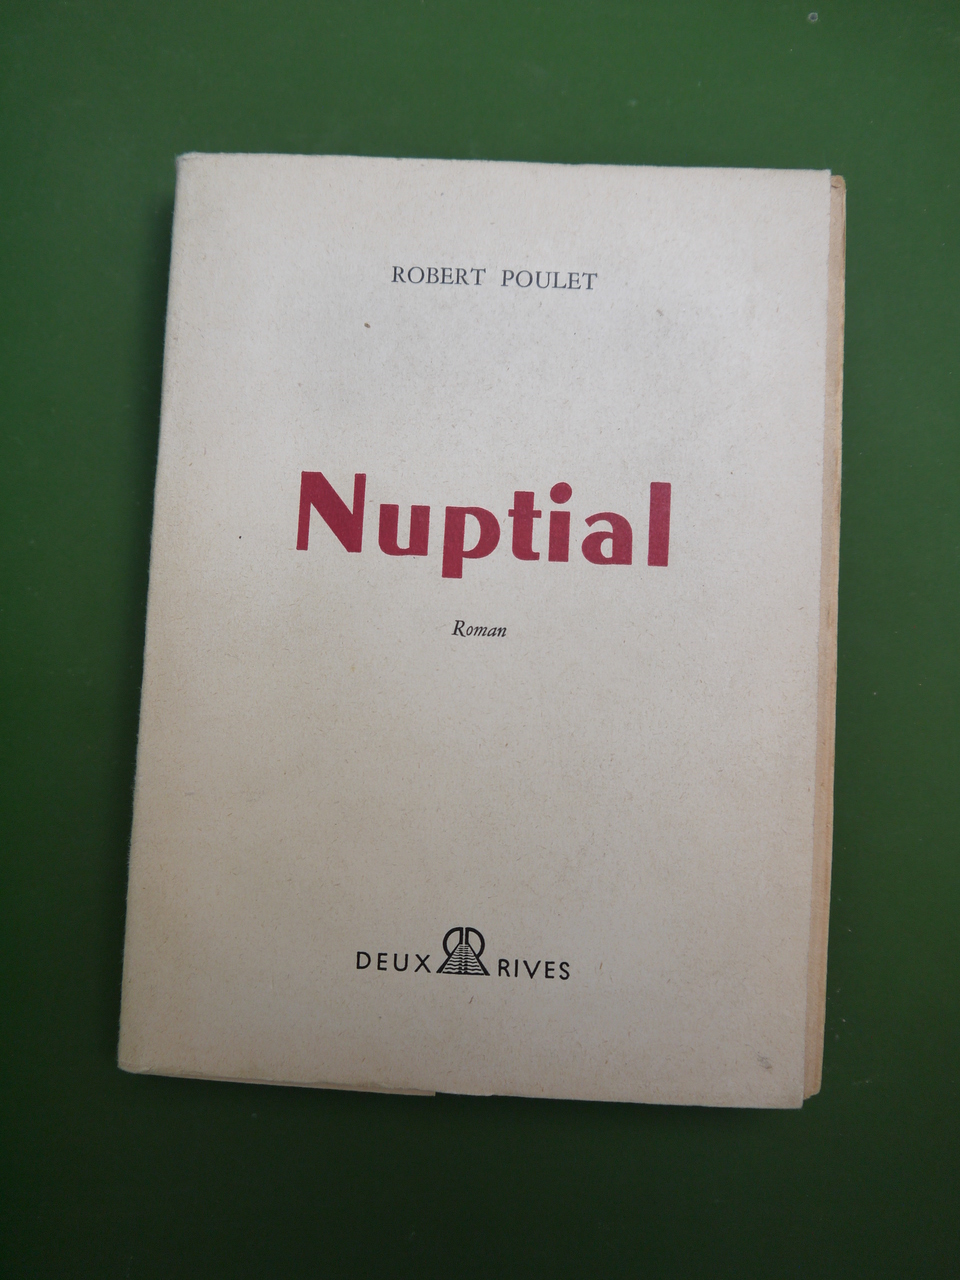 ROBERT POULET
Nuptial
Roman
DEUX RIVES